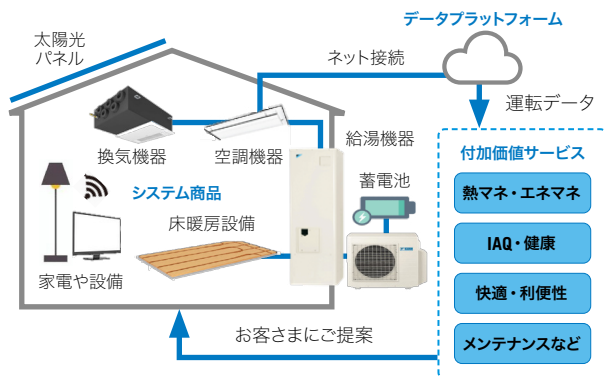 データプラットフォーム
太陽光
パネル
ネット接続
運転データ
換気機器
空調機器
給湯機器
付加価値サービス
システム商品
蓄電池
熱マネ・エネマネ
床暖房設備
IAQ・健康
家電や設備
快適・利便性
お客さまにご提案
メンテナンスなど